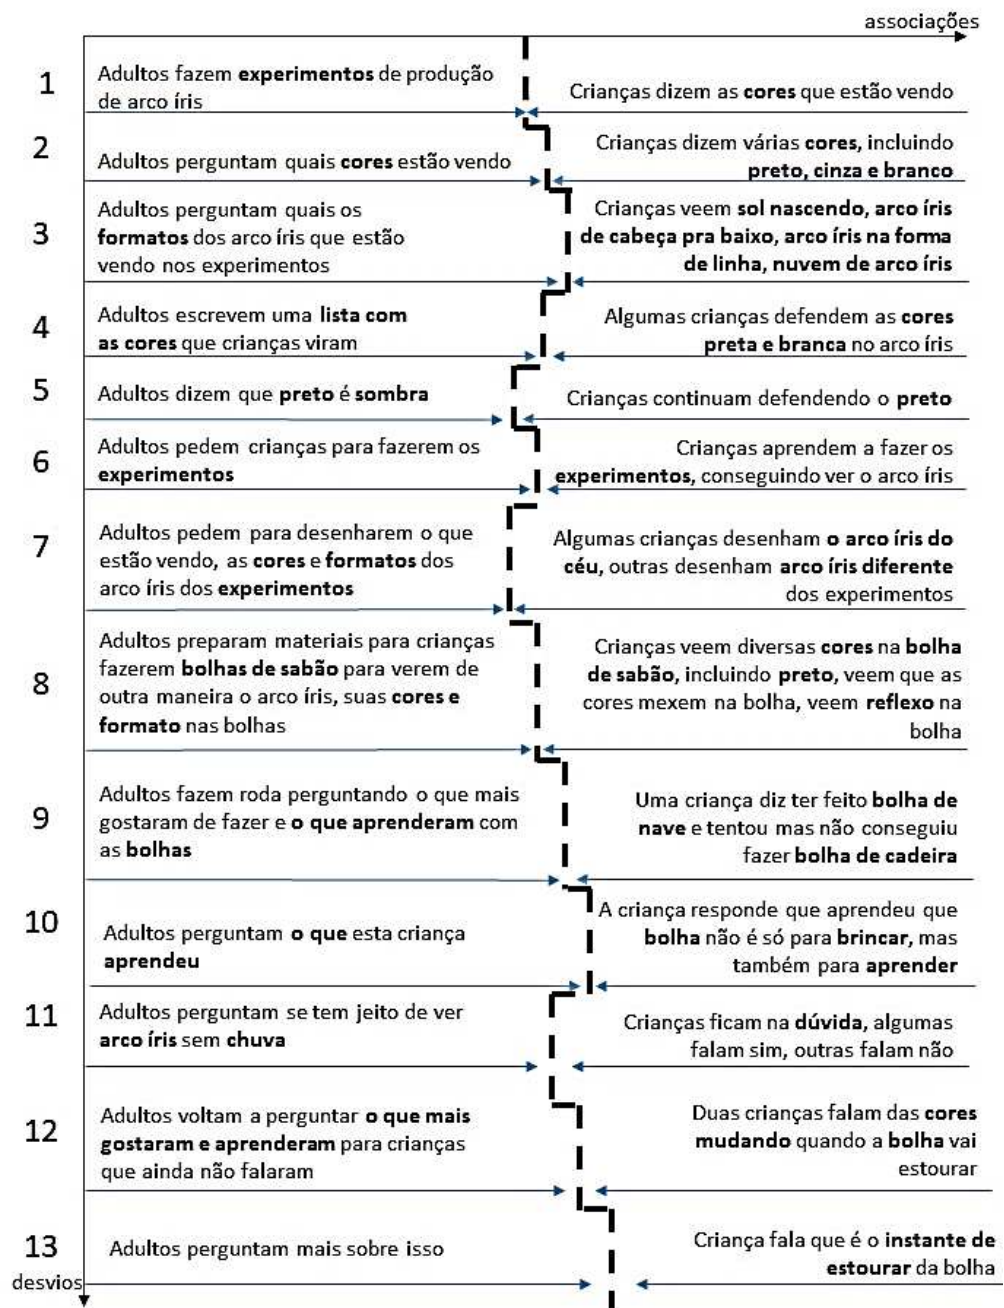 associações
1
Adultos fazem experimentos de produção
de arco íris
Crianças dizem as cores que estão vendo
2
Adultos perguntam quais cores estão vendo
Crianças dizem várias cores, incluindo
preto, cinza e branco
3
Adultos perguntam quais os
formatos dos arco íris que estão
vendo nos experimentos
Crianças veem sol nascendo, arco íris
de cabeça pra baixo, arco íris na forma
de linha, nuvem de arco íris
4
Adultos escrevem uma lista com
as cores que crianças viram
Algumas crianças defendem as cores
preta e branca no arco íris
5
Adultos dizem que preto é sombra
Crianças continuam defendendo o preto
6
Adultos pedem crianças para fazerem os
experimentos
Crianças aprendem a fazer os
experimentos, conseguindo ver o arco íris
7
Adultos pedem para desenharem o que
estão vendo, as cores e formatos dos
arco íris dos experimentos
Algumas crianças desenham o arco íris do
céu, outras desenham arco íris diferente
dos experimentos
8
Adultos preparam materiais para crianças
fazerem bolhas de sabão para verem de
outra maneira o arco íris, suas cores e
formato nas bolhas
Crianças veem diversas cores na bolha
de sabão, incluindo preto, veem que as
cores mexem na bolha, veem reflexo na
bolha
9
Adultos fazem roda perguntando o que mais
gostaram de fazer e o que aprenderam com
as bolhas
Uma criança diz ter feito bolha de
nave e tentou mas não conseguiu
fazer bolha de cadeira
10
Adultos perguntam o que esta criança
aprendeu
A criança responde que aprendeu que
bolha não é só para brincar, mas
também para aprender
11
Adultos perguntam se tem jeito de ver
arco íris sem chuva
Crianças ficam na dúvida, algumas
falam sim, outras falam não
12
Adultos voltam a perguntar o que mais
gostaram e aprenderam para crianças
que ainda não falaram
Duas crianças falam das cores
mudando quando a bolha vai
estourar
13
Adultos perguntam mais sobre isso
Criança fala que é o instante de
estourar da bolha
desvios